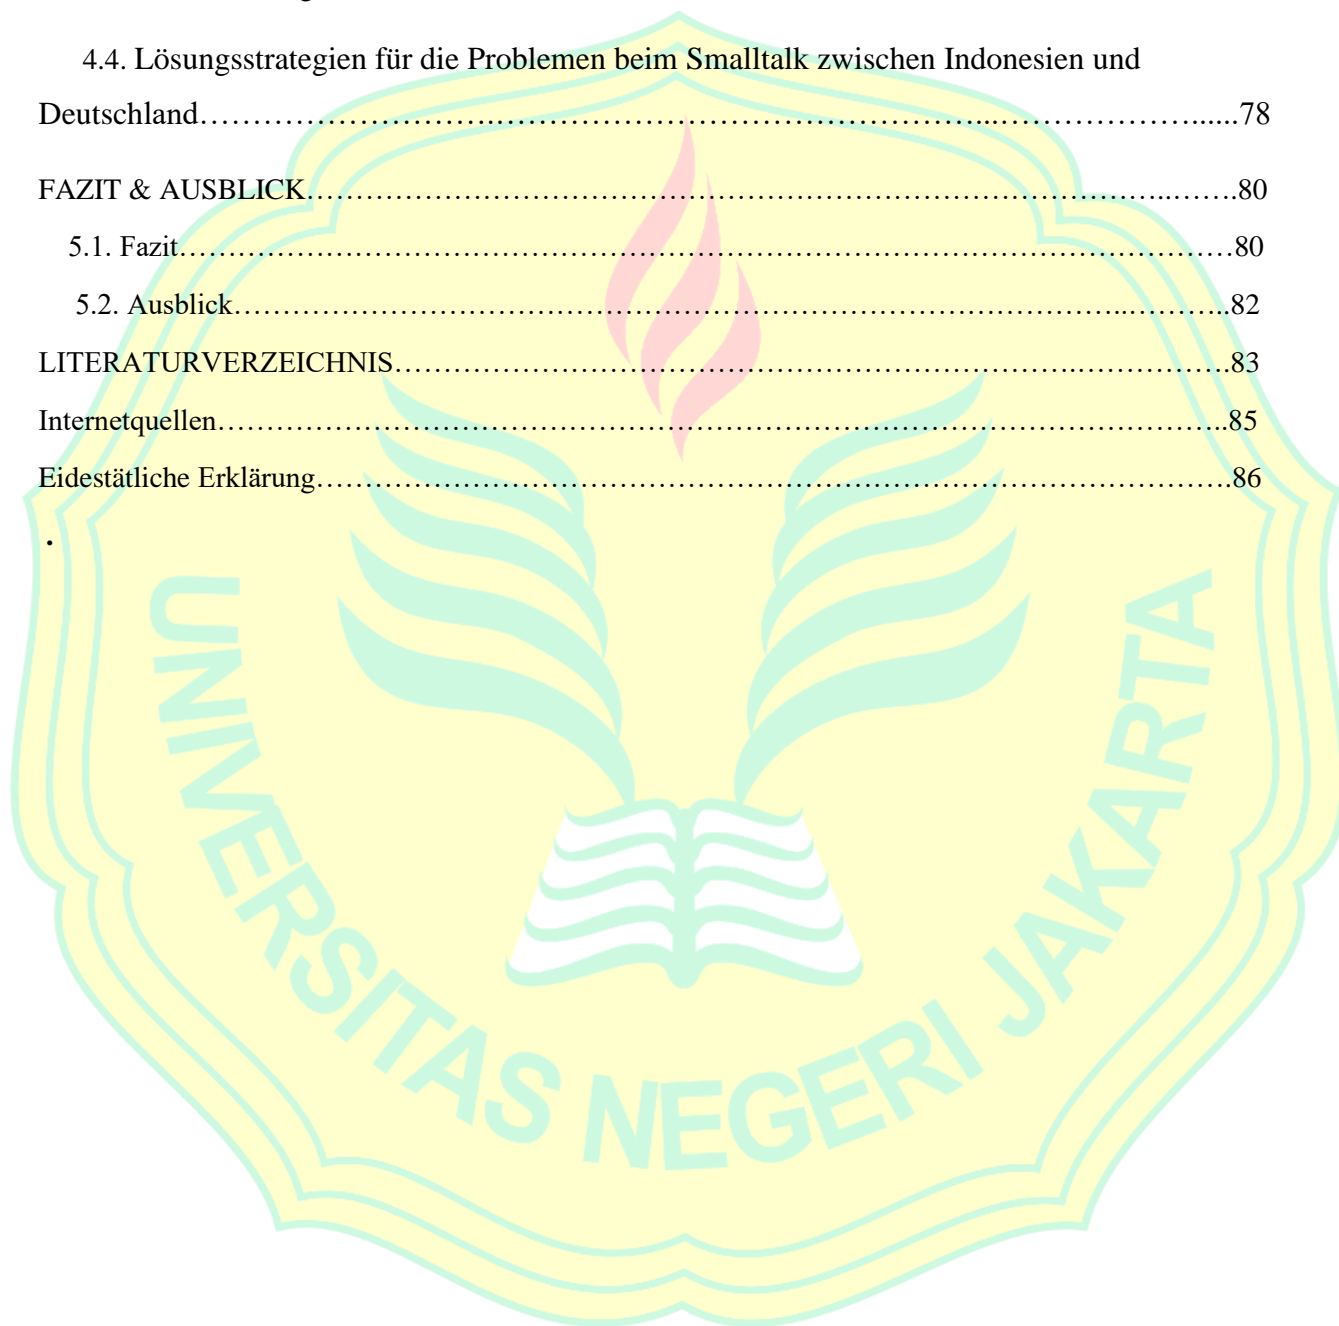 4.4. Lösungsstrategien für die Problemen beim Smalltalk zwischen Indonesien und
Deutschland……………………….……………………………………….…...………………......78
FAZIT & AUSBLICK………………………………………………………………………..…….80
5.1. Fazit…………………………………………………………………………………………80
5.2. Ausblick………………………………………………………………………...………..82
LITERATURVERZEICHNIS………………………………………………………….…………….83
Internetquellen……………………………………………………………………………………..85
Eidestätliche Erklärung…………………………………………….……………………………….86
.
UNIVERSITAS NEGERI JAKARTA